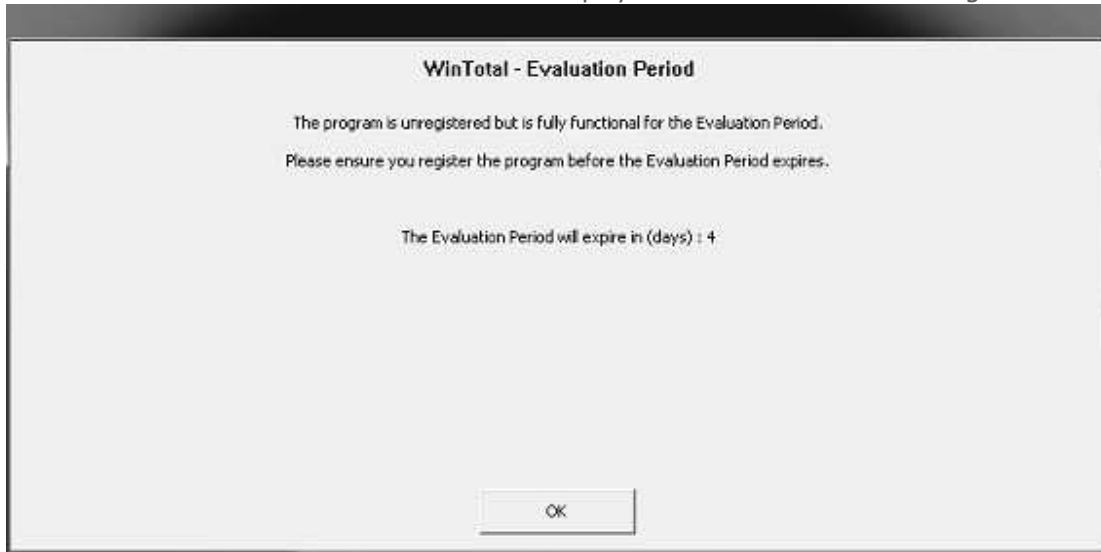 WinTotal - Evaluation Period
The program is unregistered but is fully functional for the Evaluation Period.
Please ensure you register the program before the Evaluation Period expires.
The Evaluation Period will expire in (days) : 4
OK